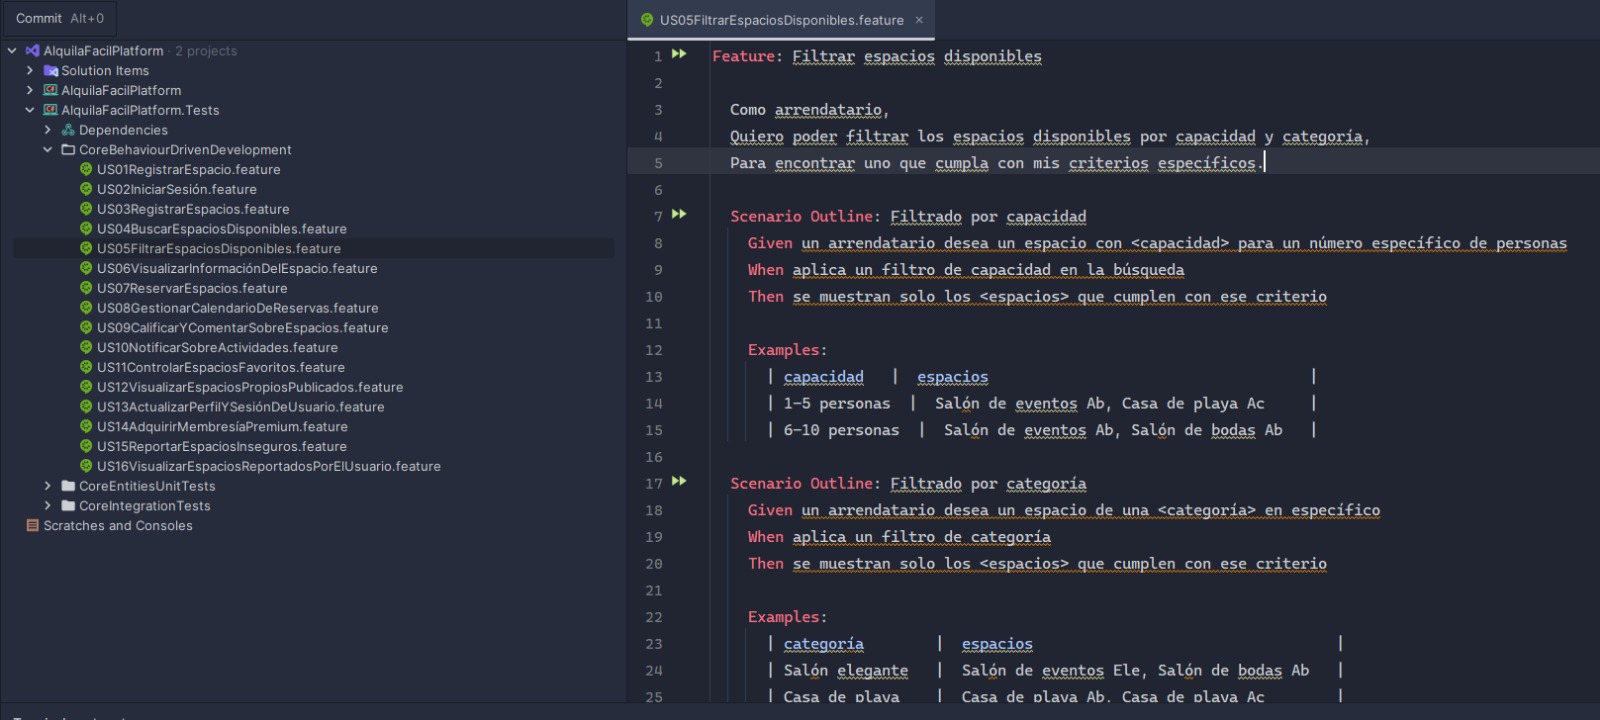 Commit Alt+0
AlquilaFacilPlatform · 2 projects
Solution Items
AlquilaFacilPlatform
AlquilaFacilPlatform.Tests
Dependencies
CoreBehaviourDrivenDevelopment
US01RegistrarEspacio.feature
US02IniciarSesión.feature
US03RegistrarEspacios.feature
US04BuscarEspaciosDisponibles.feature
US05FiltrarEspaciosDisponibles.feature
US06VisualizarInformaciónDelEspacio.feature
US07ReservarEspacios.feature
US08GestionarCalendarioDeReservas.feature
US09CalificarYComentarSobreEspacios.feature
US10NotificarSobreActividades.feature
US11ControlarEspaciosFavoritos.feature
US12VisualizarEspaciosPropiosPublicados.feature
US13ActualizarPerfilYSesiónDeUsuario.feature
US14AdquirirMembresíaPremium.feature
US15ReportarEspaciosInseguros.feature
US16VisualizarEspaciosReportadosPorElUsuario.feature
CoreEntitiesUnitTests
CoreIntegrationTests
Scratches and Consoles
US05FiltrarEspaciosDisponibles.feature ×
1 Feature: Filtrar espacios disponibles
2
3 Como arrendatario,
4 Quiero poder filtrar los espacios disponibles por capacidad y categoría,
5 Para encontrar uno que cumpla con mis criterios específicos.
6
7 Scenario Outline: Filtrado por capacidad
8 Given un arrendatario desea un espacio con <capacidad> para un número específico de personas
9 When aplica un filtro de capacidad en la búsqueda
10 Then se muestran solo los <espacios> que cumplen con ese criterio
11
12 Examples:
13 | capacidad | espacios |
14 | 1-5 personas | Salón de eventos Ab, Casa de playa Ac |
15 | 6-10 personas | Salón de eventos Ab, Salón de bodas Ab |
16
17 Scenario Outline: Filtrado por categoría
18 Given un arrendatario desea un espacio de una <categoría> en específico
19 When aplica un filtro de categoría
20 Then se muestran solo los <espacios> que cumplen con ese criterio
21
22 Examples:
23 | categoría | espacios |
24 | Salón elegante | Salón de eventos Ele, Salón de bodas Ab |
25 | Casa de playa | Casa de playa Ab, Casa de playa Ac |